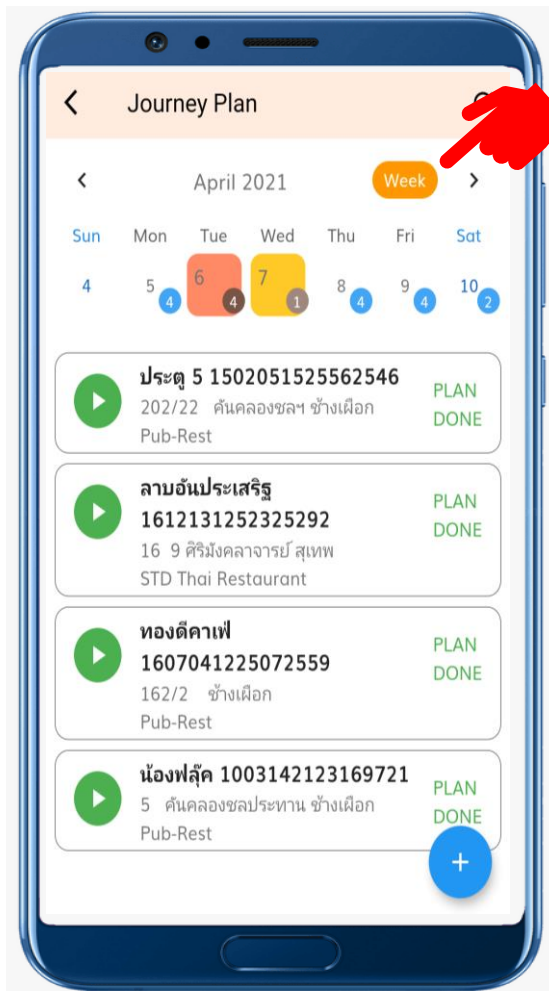 Journey Plan
April 2021 Week
Sun Mon Tue Wed Thu Fri Sat
4 5 4 6 4 7 1 8 4 9 4 10 2
ประตู 5 1502051525562546
202/22 คันคลองชลฯ ช้างเผือก
Pub-Rest
PLAN
DONE
ลาบอันประเสริฐ
1612131252325292
16 9 ศิริมังคลาจารย์ สุเทพ
STD Thai Restaurant
PLAN
DONE
ทองดีคาเฟ่
1607041225072559
162/2 ช้างเผือก
Pub-Rest
PLAN
DONE
น้องฟลุ๊ค 1003142123169721
5 คันคลองชลประทาน ช้างเผือก
Pub-Rest
PLAN
DONE
+